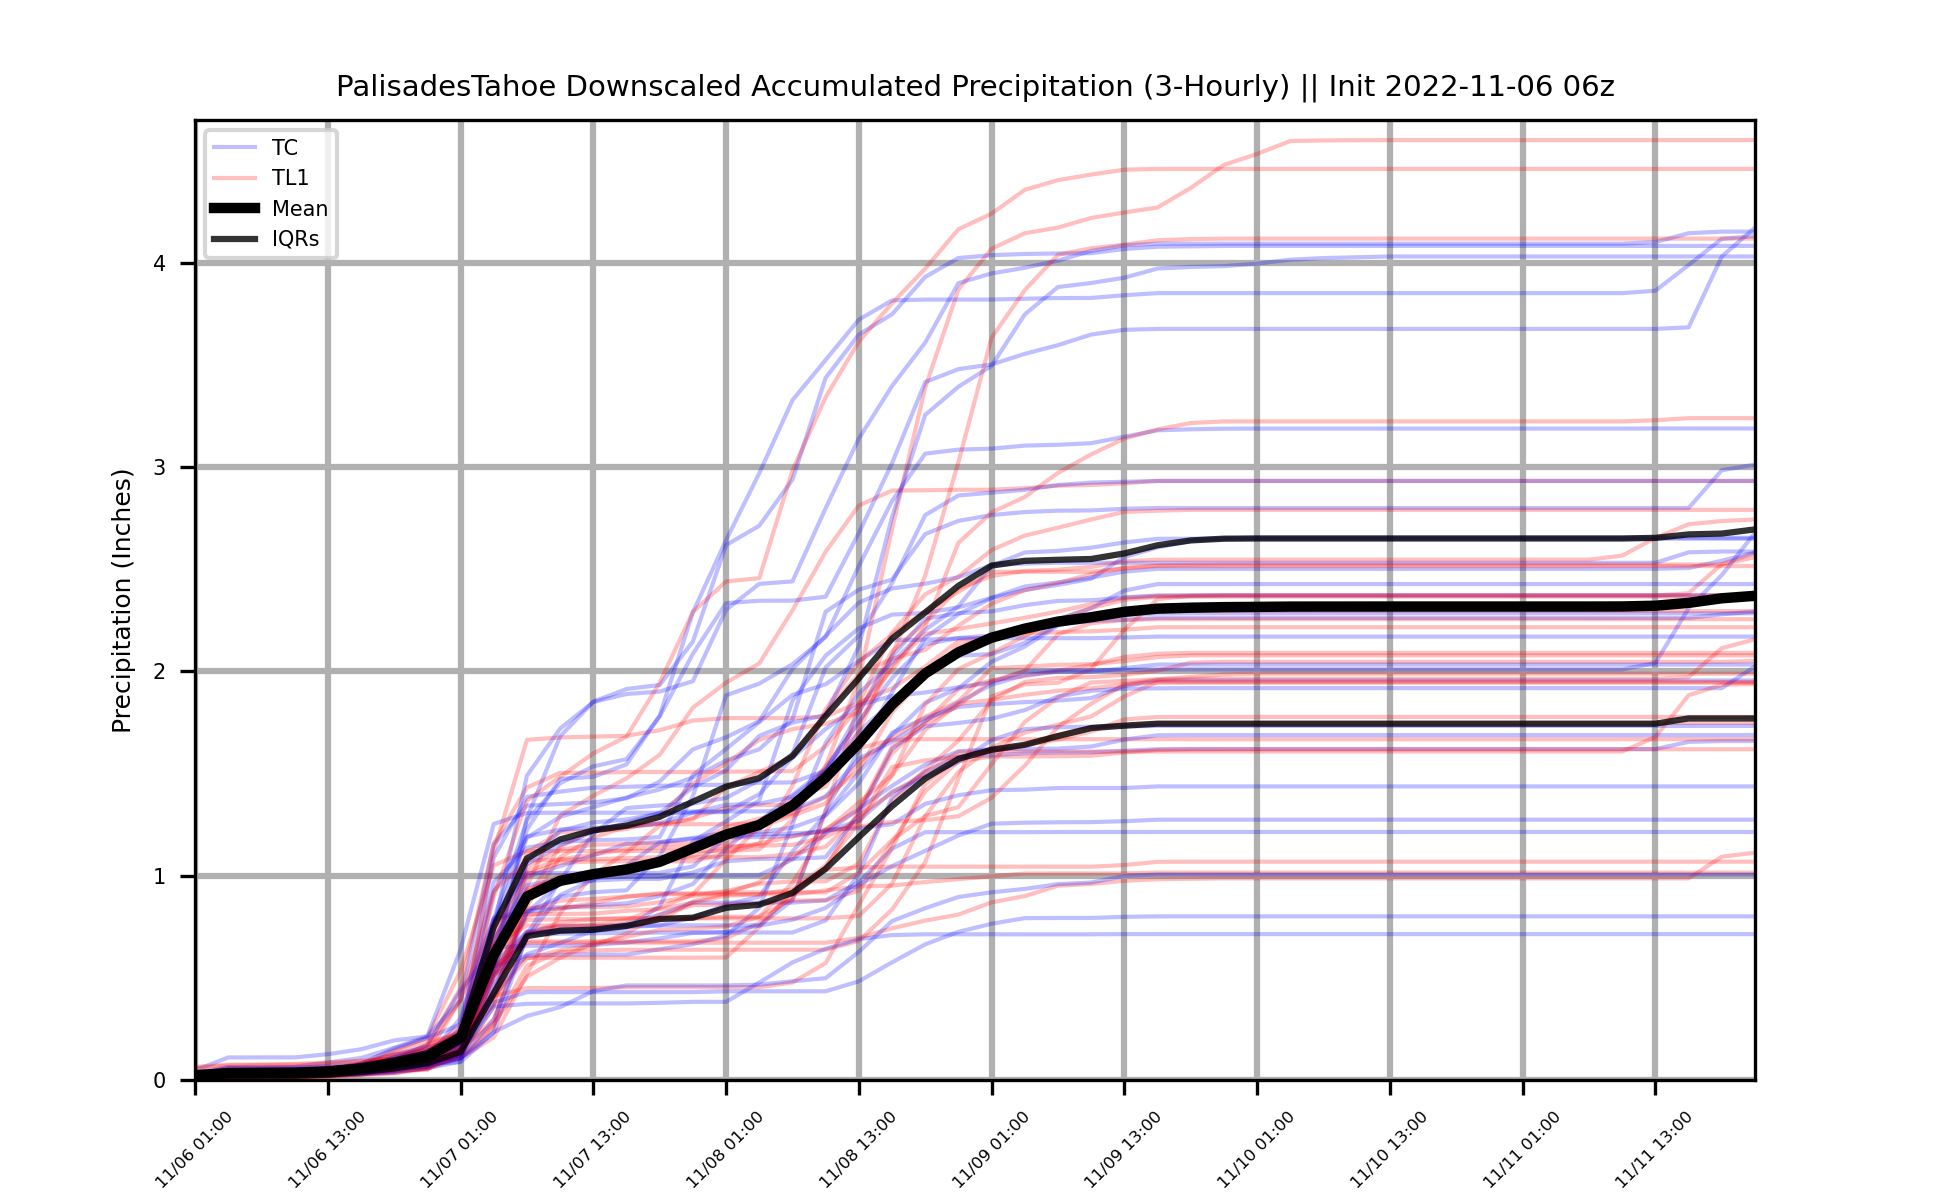 PalisadesTahoe Downscaled Accumulated Precipitation (3-Hourly) || Init 2022-11-06 06z
TC
TL1
Mean
IQRs
Precipitation (Inches)
4
3
2
1
0
11/06 01:00
11/06 13:00
11/07 01:00
11/07 13:00
11/08 01:00
11/08 13:00
11/09 01:00
11/09 13:00
11/10 01:00
11/10 13:00
11/11 01:00
11/11 13:00